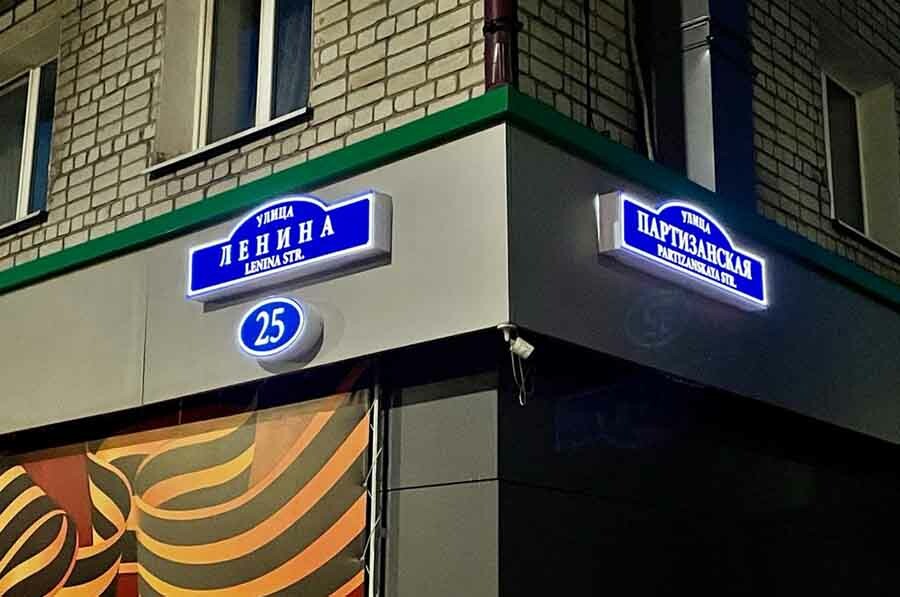 УЛИЦА
ЛЕНИНА
LENINA STR.
25
УЛИЦА
ПАРТИЗАНСКАЯ
PARTIZANSKAYA STR.